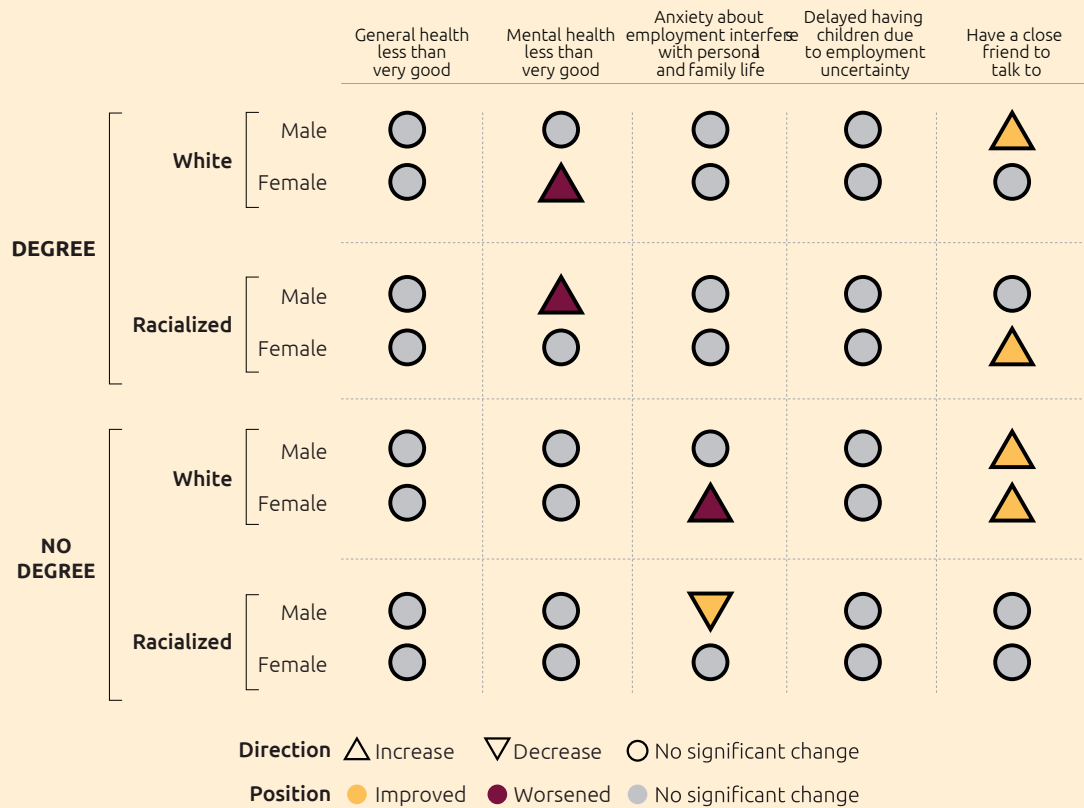 General health
less than
very good
Mental health
less than
very good
Anxiety about
employment interfere
with personal
and family life
Delayed having
children due
to employment
uncertainty
Have a close
friend to
talk to
DEGREE
White
Male
Female
Racialized
Male
Female
NO
DEGREE
White
Male
Female
Racialized
Male
Female
Direction Increase Decrease No significant change
Position Improved Worsened No significant change